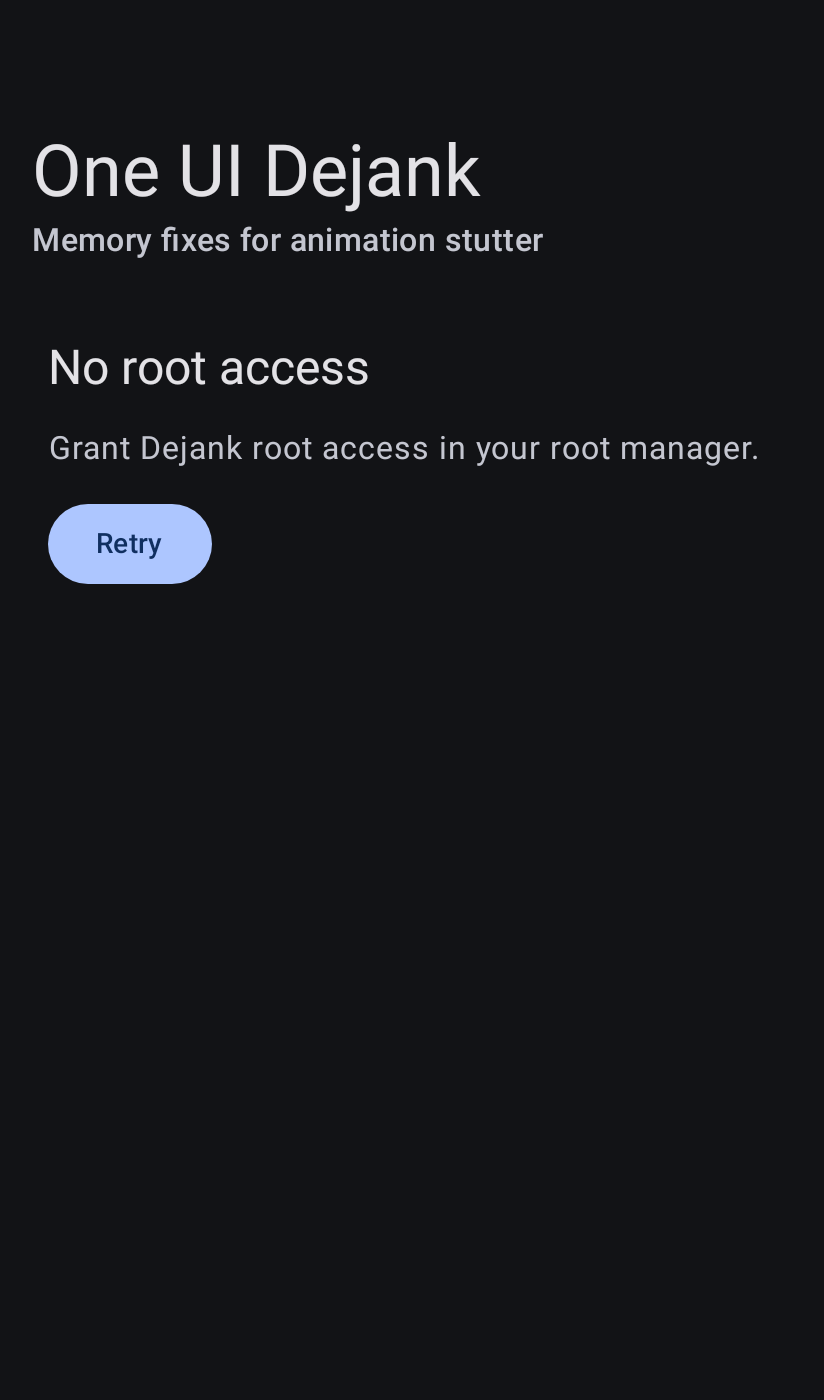 One UI Dejank
Memory fixes for animation stutter
No root access
Grant Dejank root access in your root manager.
Retry